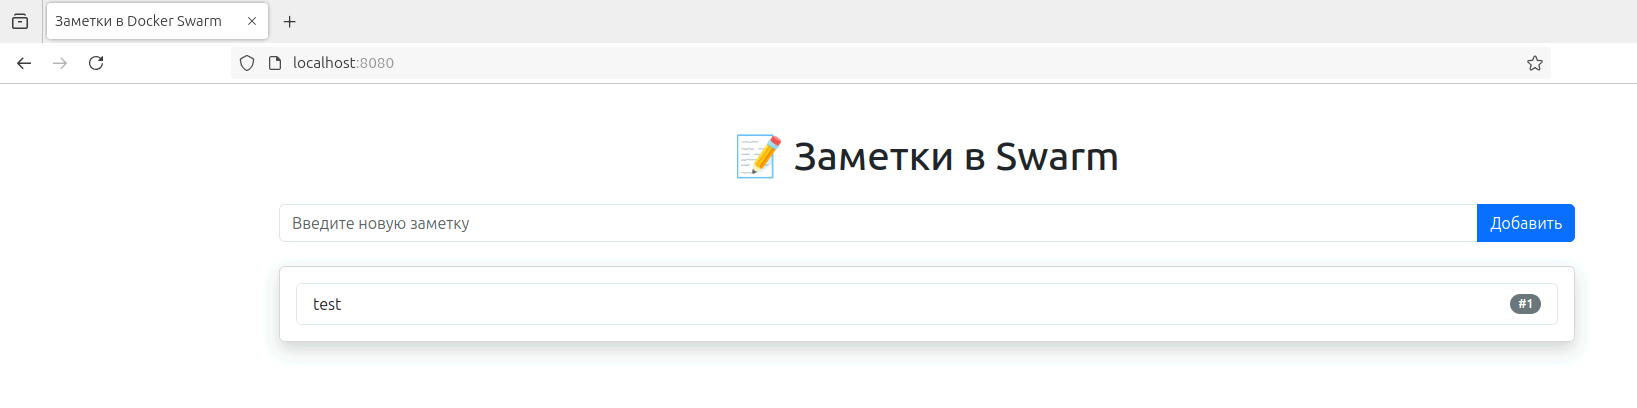 Заметки в Docker Swarm
localhost:8080
📝 Заметки в Swarm
Введите новую заметку
Добавить
test
#1